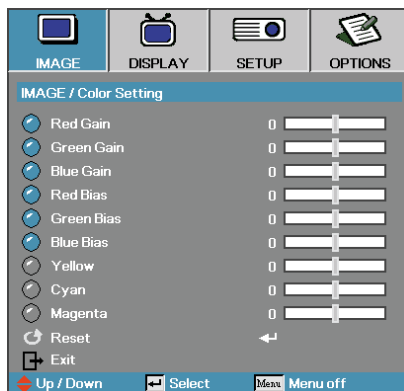 IMAGE DISPLAY SETUP OPTIONS
IMAGE / Color Setting
Red Gain 0
Green Gain 0
Blue Gain 0
Red Bias 0
Green Bias 0
Blue Bias 0
Yellow 0
Cyan 0
Magenta 0
Reset
Exit
Up / Down Select Menu Menu off